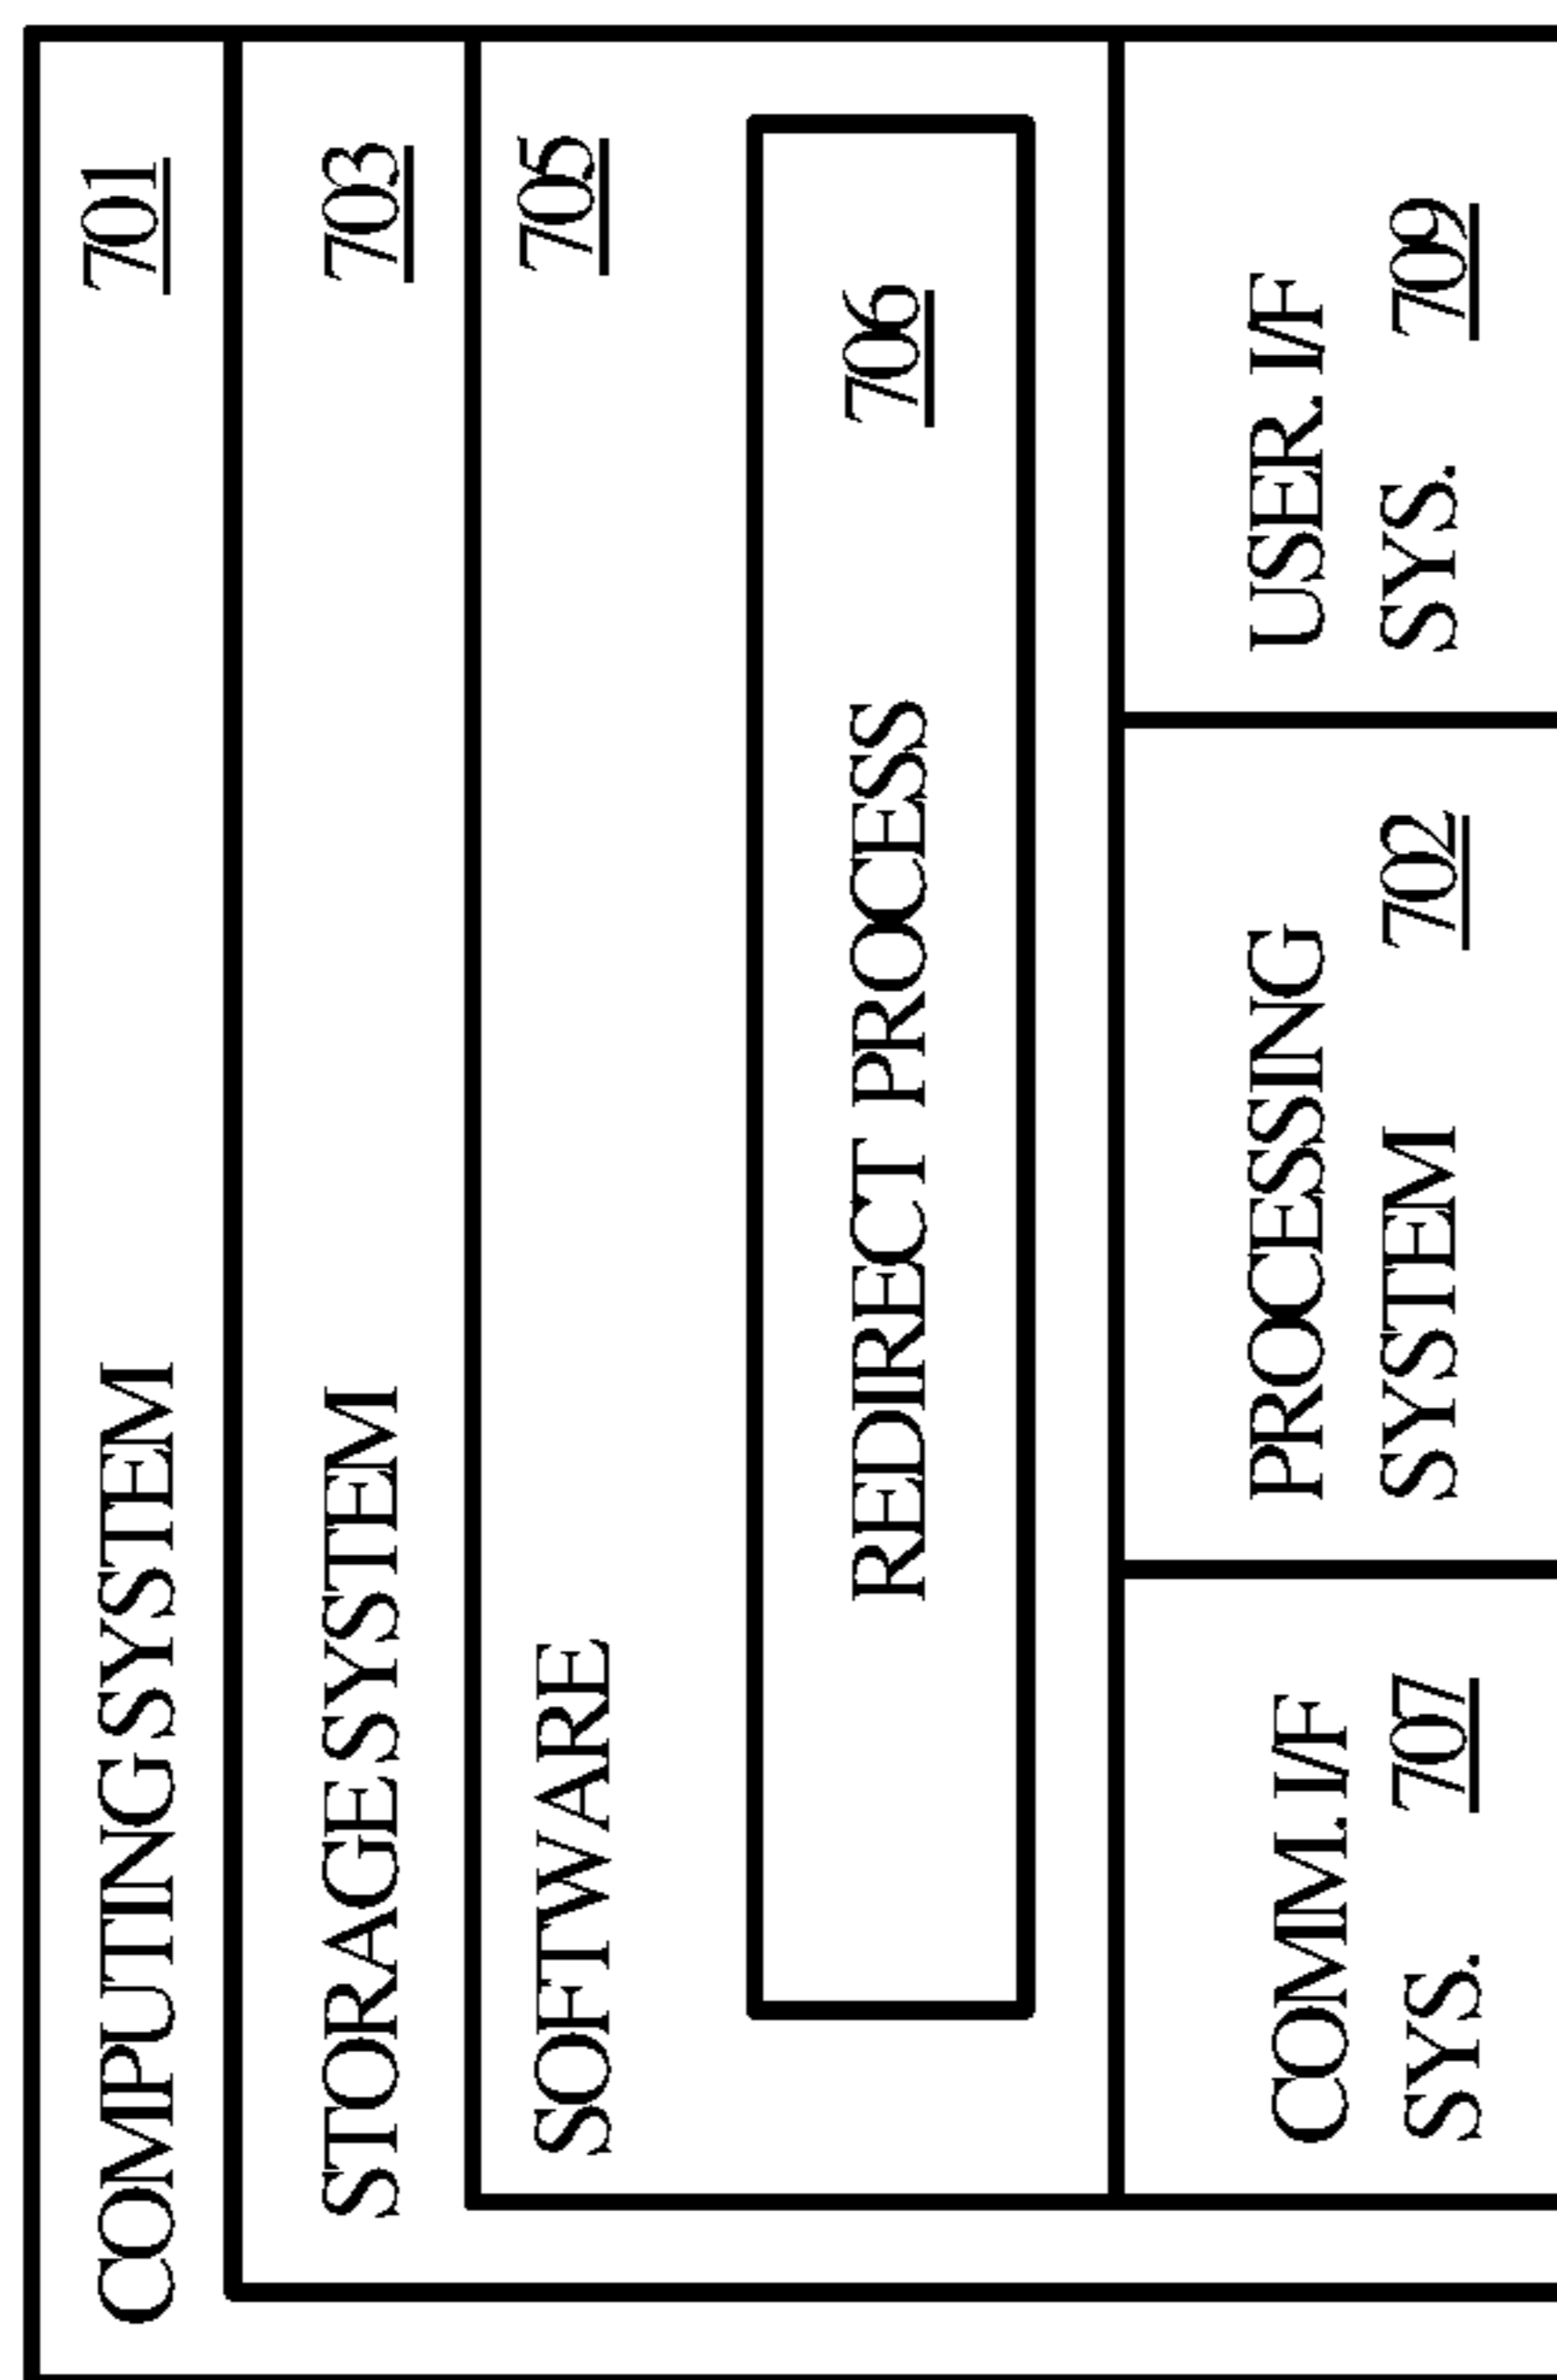 COMPUTING SYSTEM 701
STORAGE SYSTEM 703
SOFTWARE 705
REDIRECT PROCESS 706
COMM. I/F
SYS. 707
PROCESSING
SYSTEM 702
USER. I/F
SYS. 709